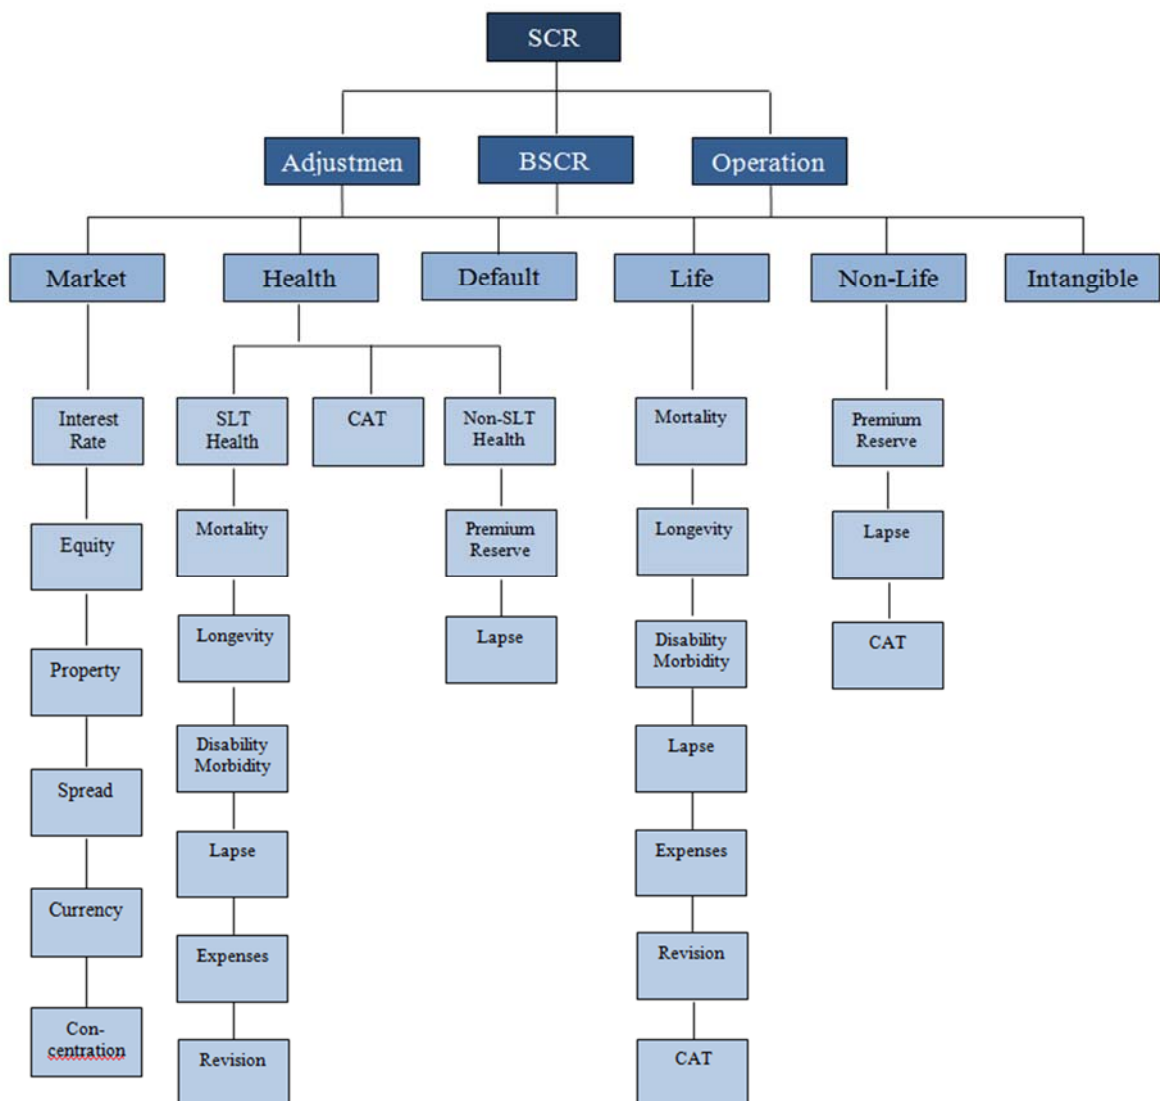 SCR
Adjustmen
BSCR
Operation
Market
Health
Default
Life
Non-Life
Intangible
Interest
Rate
SLT
Health
CAT
Non-SLT
Health
Mortality
Premium
Reserve
Equity
Mortality
Premium
Reserve
Longevity
Lapse
Property
Longevity
Lapse
Disability
Morbidity
CAT
Spread
Disability
Morbidity
Lapse
Currency
Lapse
Expenses
Expenses
Revision
Con-
centration
Revision
CAT